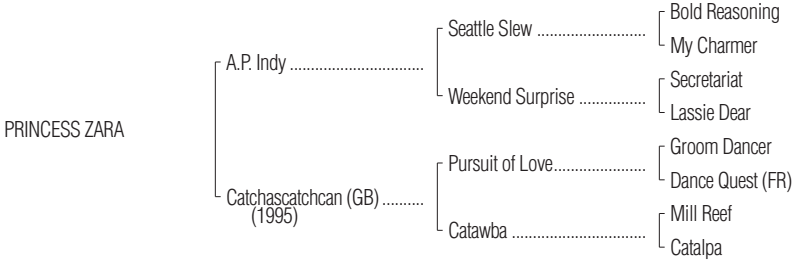 Bold Reasoning
Seattle Slew ..........................
My Charmer
A.P. Indy ................................
Secretariat
Weekend Surprise ................
Lassie Dear
PRINCESS ZARA
Groom Dancer
Pursuit of Love......................
Dance Quest (FR)
Catchascatchcan (GB) ..........
(1995)
Mill Reef
Catawba ................................
Catalpa